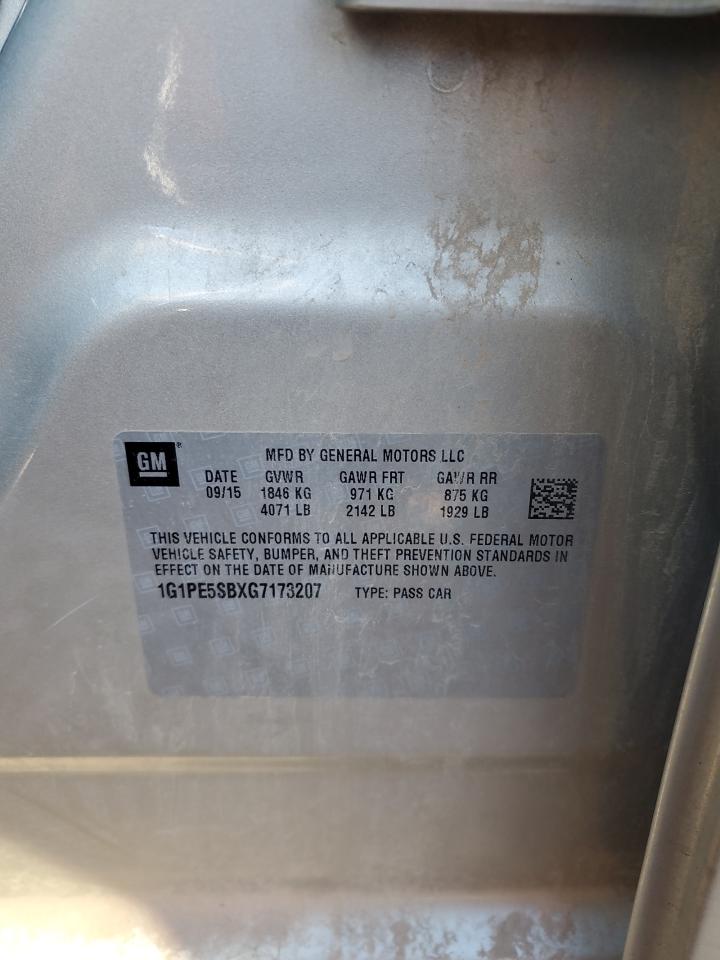 GM®
MFD BY GENERAL MOTORS LLC
DATE GVWR GAWR FRT GAWR RR
09/15 1846 KG 971 KG 875 KG
4071 LB 2142 LB 1929 LB
THIS VEHICLE CONFORMS TO ALL APPLICABLE U.S. FEDERAL MOTOR
VEHICLE SAFETY, BUMPER, AND THEFT PREVENTION STANDARDS IN
EFFECT ON THE DATE OF MANUFACTURE SHOWN ABOVE.
1G1PE5SBXG7173207 TYPE: PASS CAR